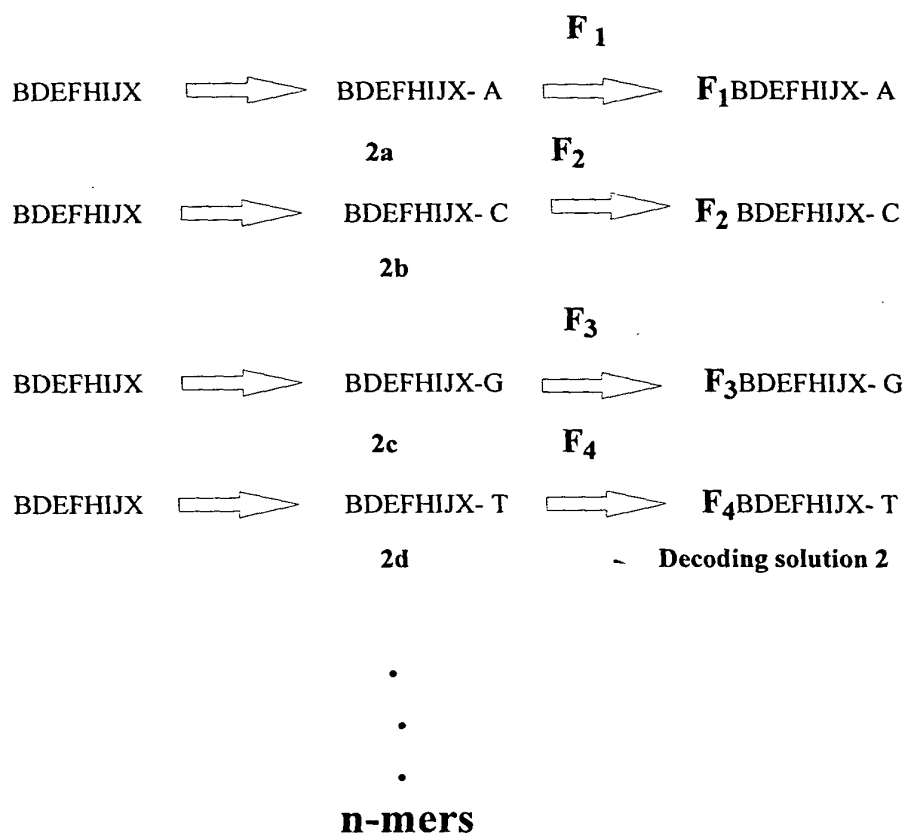 F1
BDEFHIJX BDEFHIJX- A F1BDEFHIJX- A
2a F2
BDEFHIJX BDEFHIJX- C F2 BDEFHIJX- C
2b
F3
BDEFHIJX BDEFHIJX-G F3BDEFHIJX- G
2c F4
BDEFHIJX BDEFHIJX- T F4BDEFHIJX- T
2d Decoding solution 2
n-mers